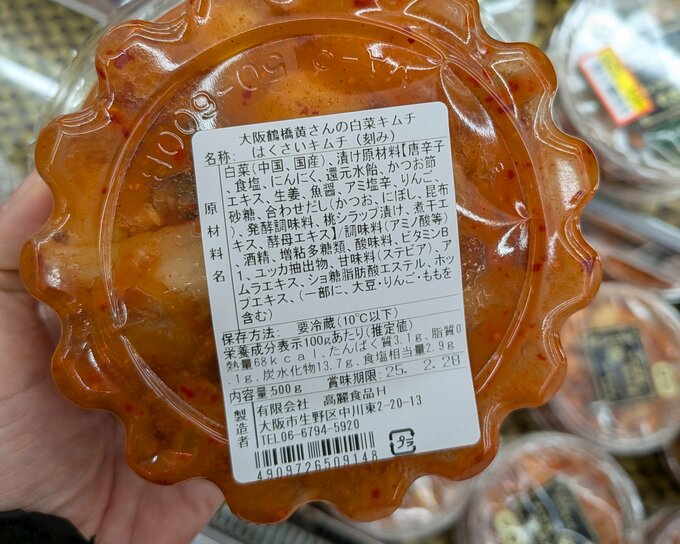 大阪鶴橋黄さんの白菜キムチ
名称: はくさいキムチ (刻み)
原材料名
白菜(中国、国産)、漬け原材料【唐辛子
、食塩、にんにく、還元水飴、かつお節
エキス、生姜、魚醤、アミ塩辛、りんご、
砂糖、合わせだし(かつお、にぼし、昆布
)、発酵調味料、桃シラップ漬け、煮干エ
キス、酵母エキス】調味料(アミノ酸等)
、酒精、増粘多糖類、酸味料、ビタミンB
1、ユッカ抽出物、甘味料(ステビア)、ア
ムラエキス、ショ糖脂肪酸エステル、ホッ
プエキス、(一部に、大豆・りんご・ももを
含む)
保存方法: 要冷蔵(10℃以下)
栄養成分表示100gあたり(推定値)
熱量68kcal、たんぱく質3.1g、脂質0
.1g、炭水化物13.7g、食塩相当量2.9g
内容量 500g 賞味期限:25. 2.28
製造者
有限会社 高麗食品H
大阪市生野区中川東2-20-13
TEL06-6794-5920
プラ
4909726509148